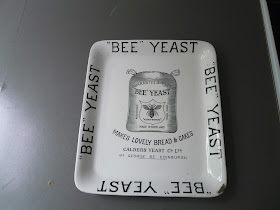 "BEE" YEAST
"BEE" YEAST
"BEE" YEAST
"BEE" YEAST
"BEE" YEAST
MAKES LOVELY BREAD & CAKES
CALDERS YEAST Co LTD
GEORGE ST. EDINBURGH